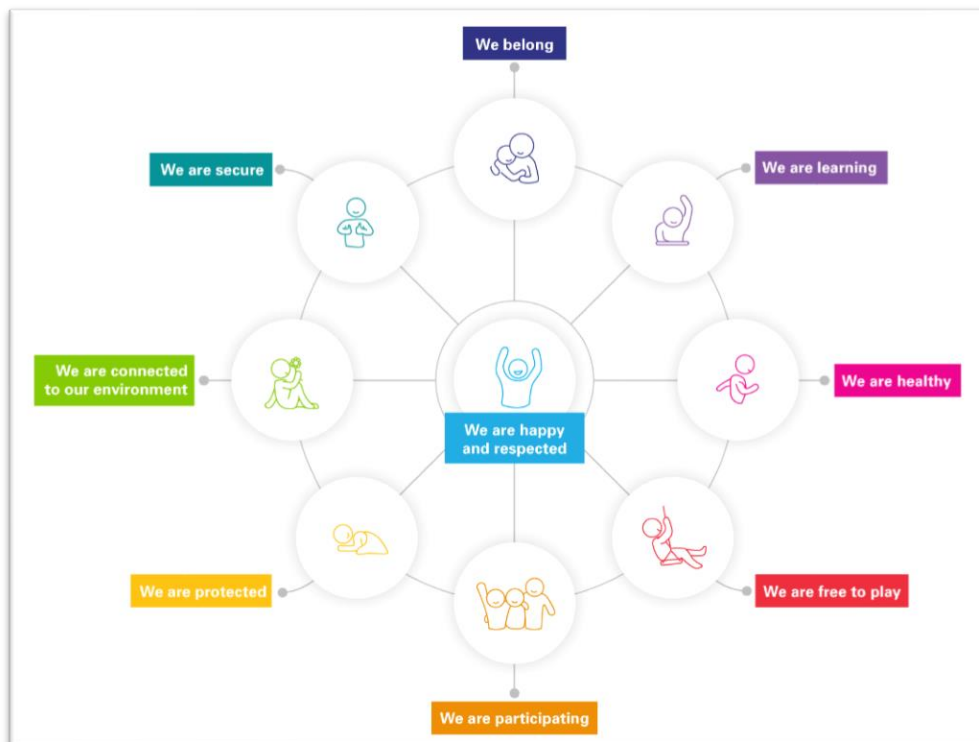 We belong
We are secure
We are learning
We are connected
to our environment
We are happy
and respected
We are healthy
We are protected
We are free to play
We are participating